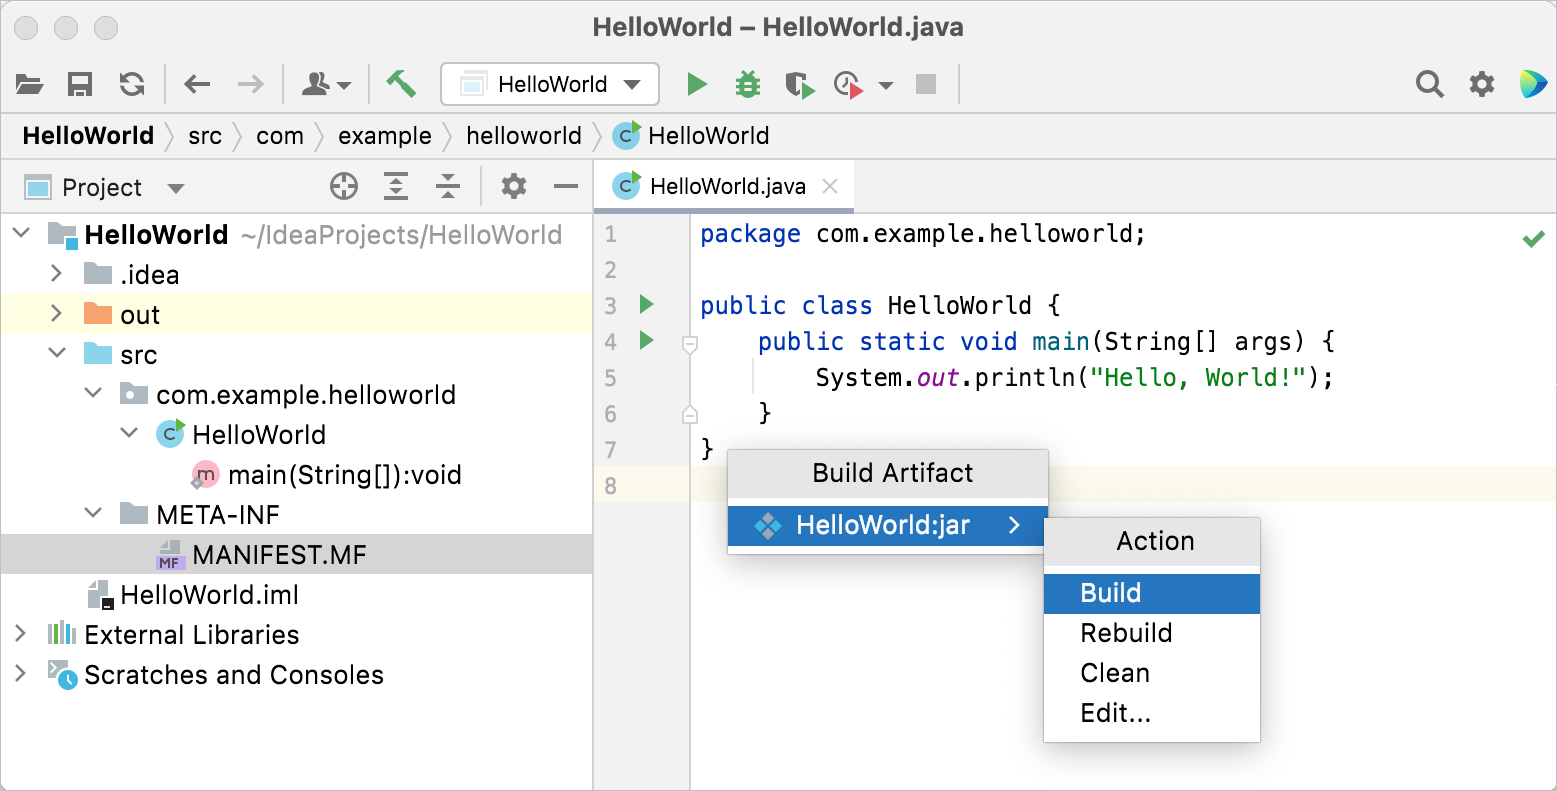 HelloWorld – HelloWorld.java
HelloWorld
HelloWorld src com example helloworld C HelloWorld
Project
C HelloWorld.java
HelloWorld ~/IdeaProjects/HelloWorld
.idea
out
src
com.example.helloworld
C HelloWorld
m main(String[]):void
META-INF
MF MANIFEST.MF
HelloWorld.iml
External Libraries
Scratches and Consoles
1 package com.example.helloworld;
2
3 public class HelloWorld {
4 public static void main(String[] args) {
5 System.out.println("Hello, World!");
6 }
7 }
8
Build Artifact
HelloWorld:jar
Action
Build
Rebuild
Clean
Edit...